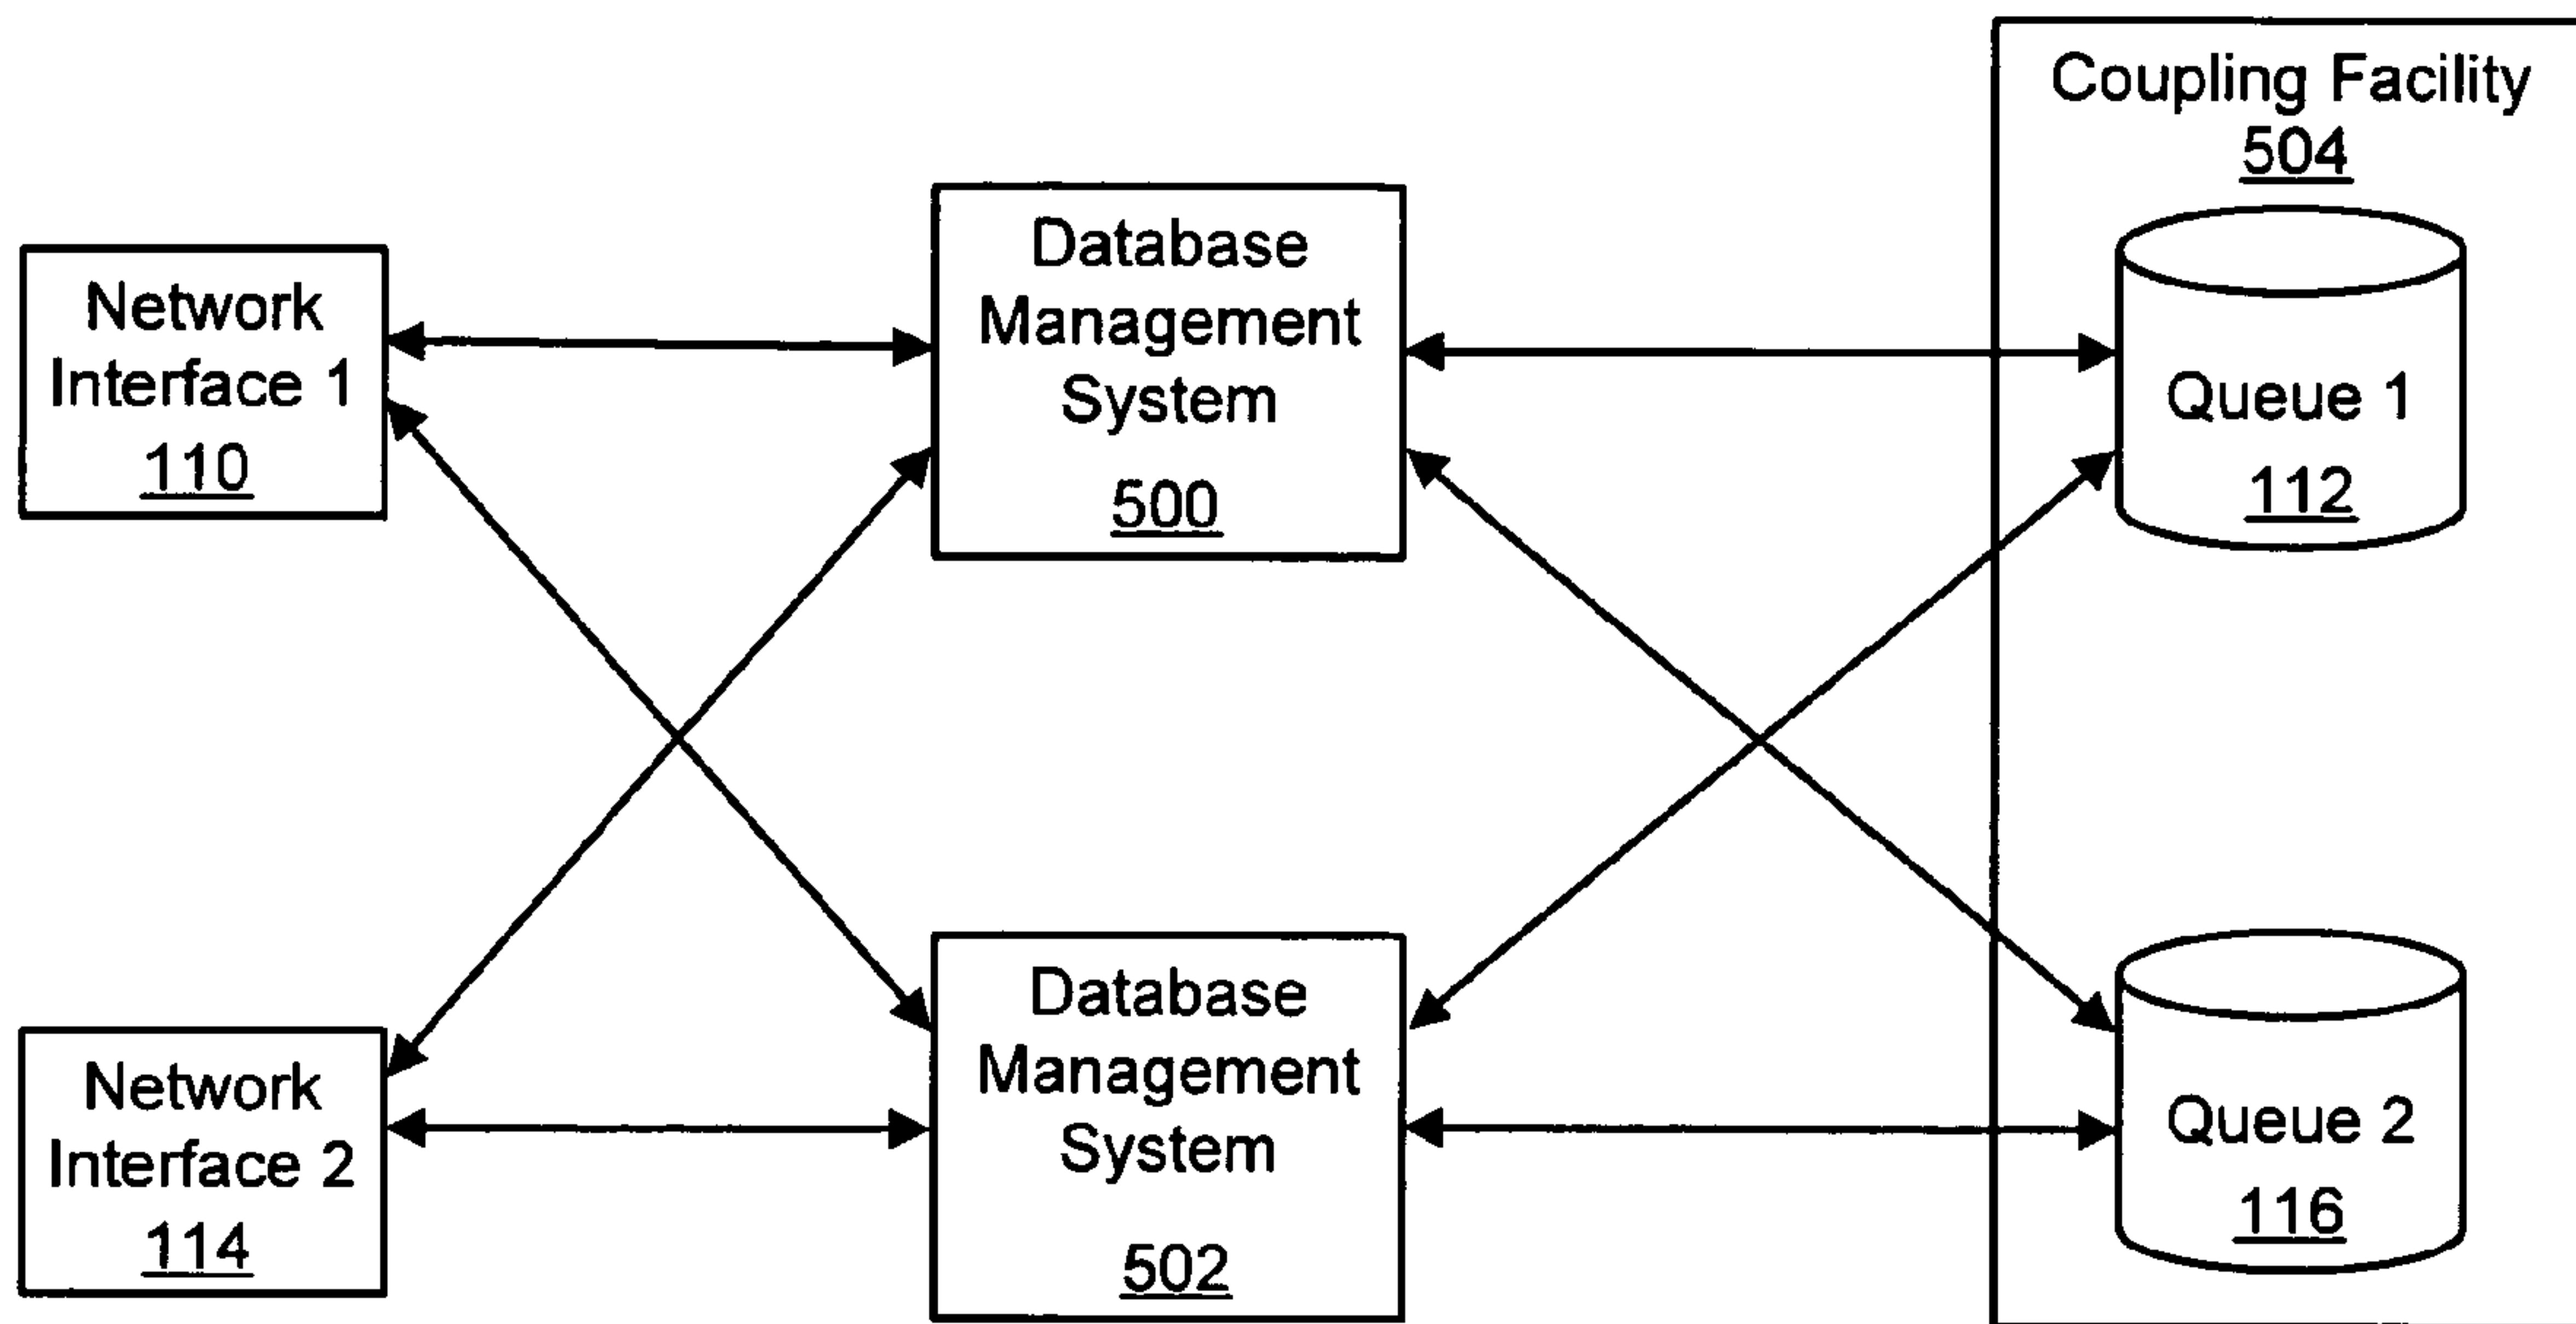 Coupling Facility
504
Network
Interface 1
110
Database
Management
System
500
Queue 1
112
Network
Interface 2
114
Database
Management
System
502
Queue 2
116